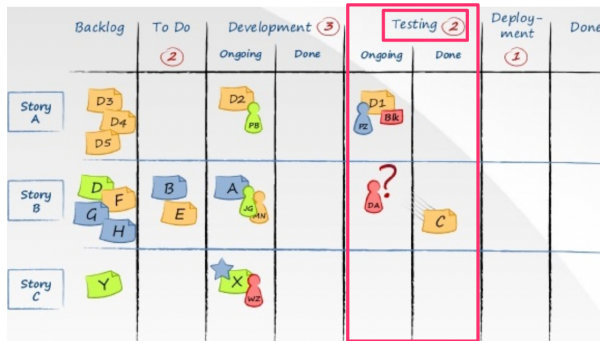 Backlog
To Do
2
Development 3
Ongoing
Done
Testing 2
Ongoing
Done
Deploy-
ment
1
Done
Story
A
D3
D4
D5
D2
PB
D1
PZ
Blk
Story
B
D
F
G
H
B
E
A
JG
MN
DA
?
C
Story
C
Y
X
WZ